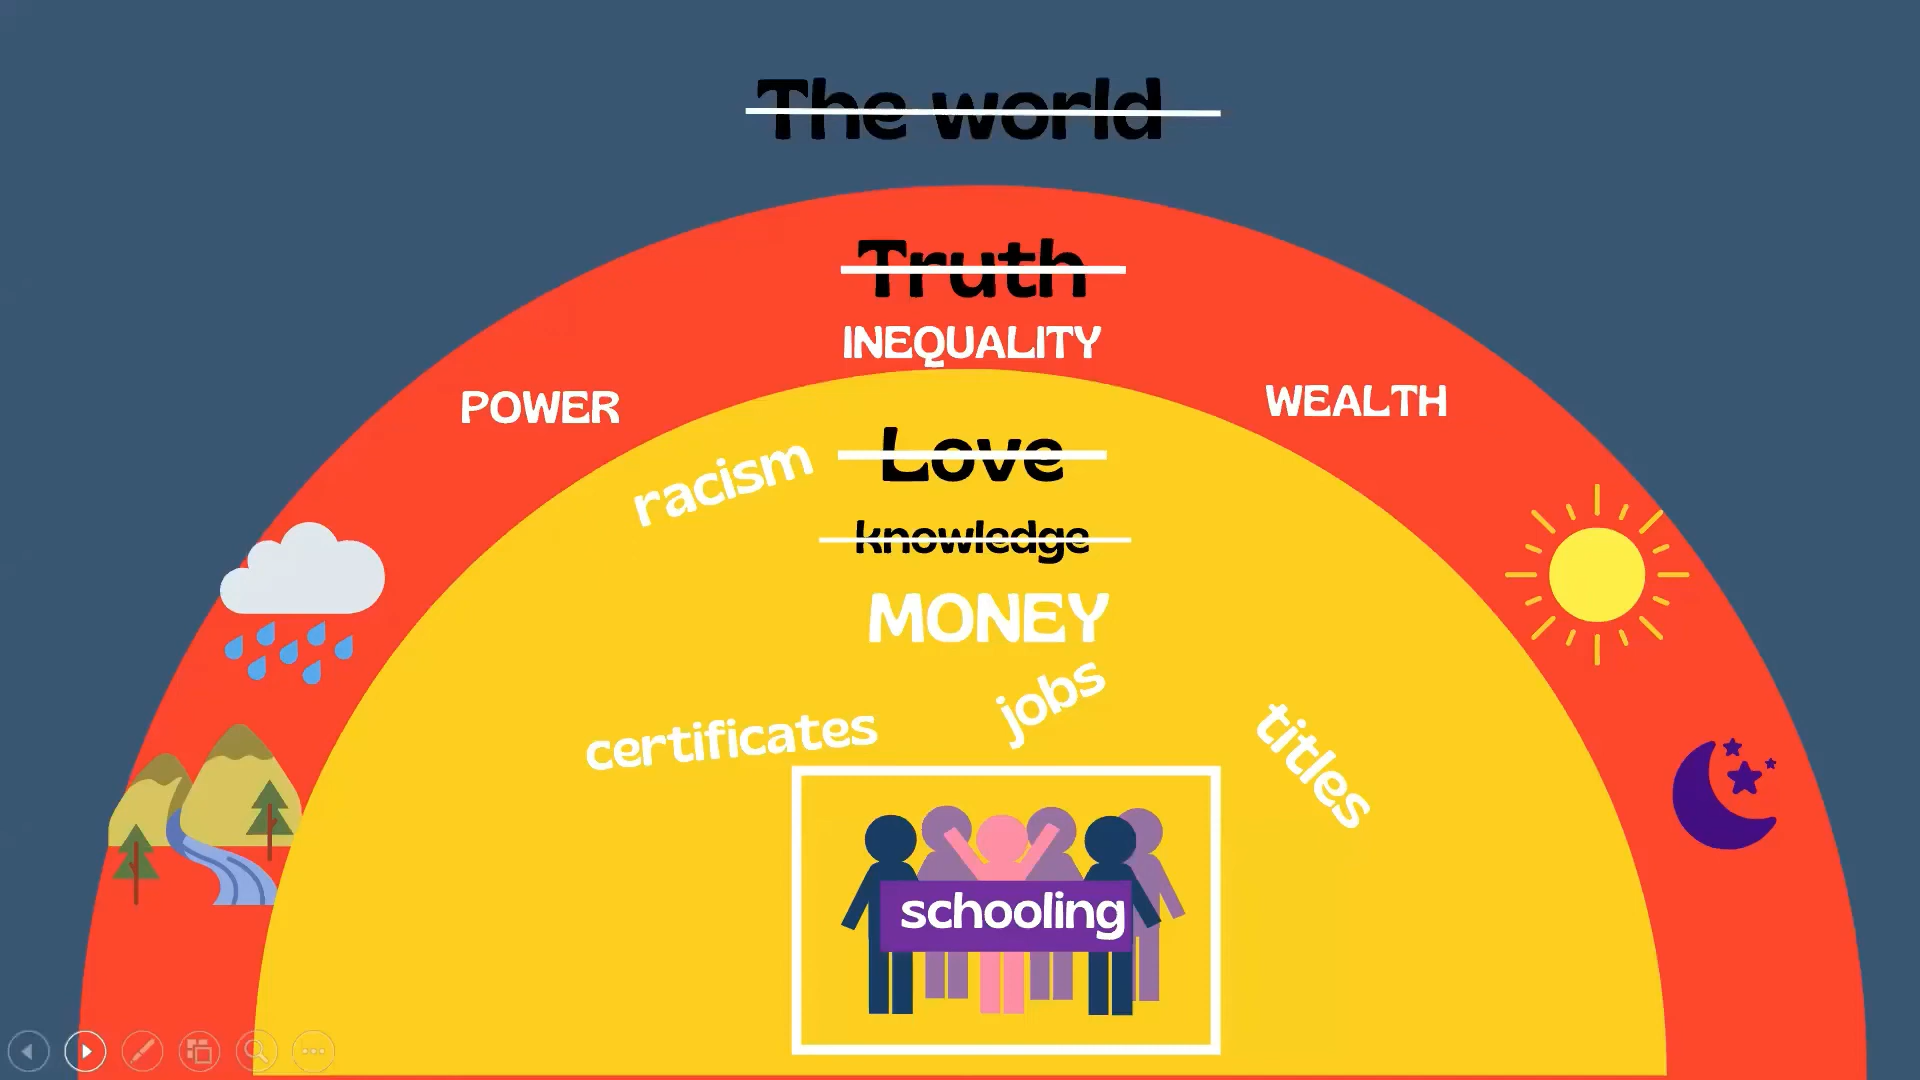 The world
Truth
INEQUALITY
POWER
WEALTH
Love
racism
knowledge
MONEY
jobs
certificates
titles
schooling